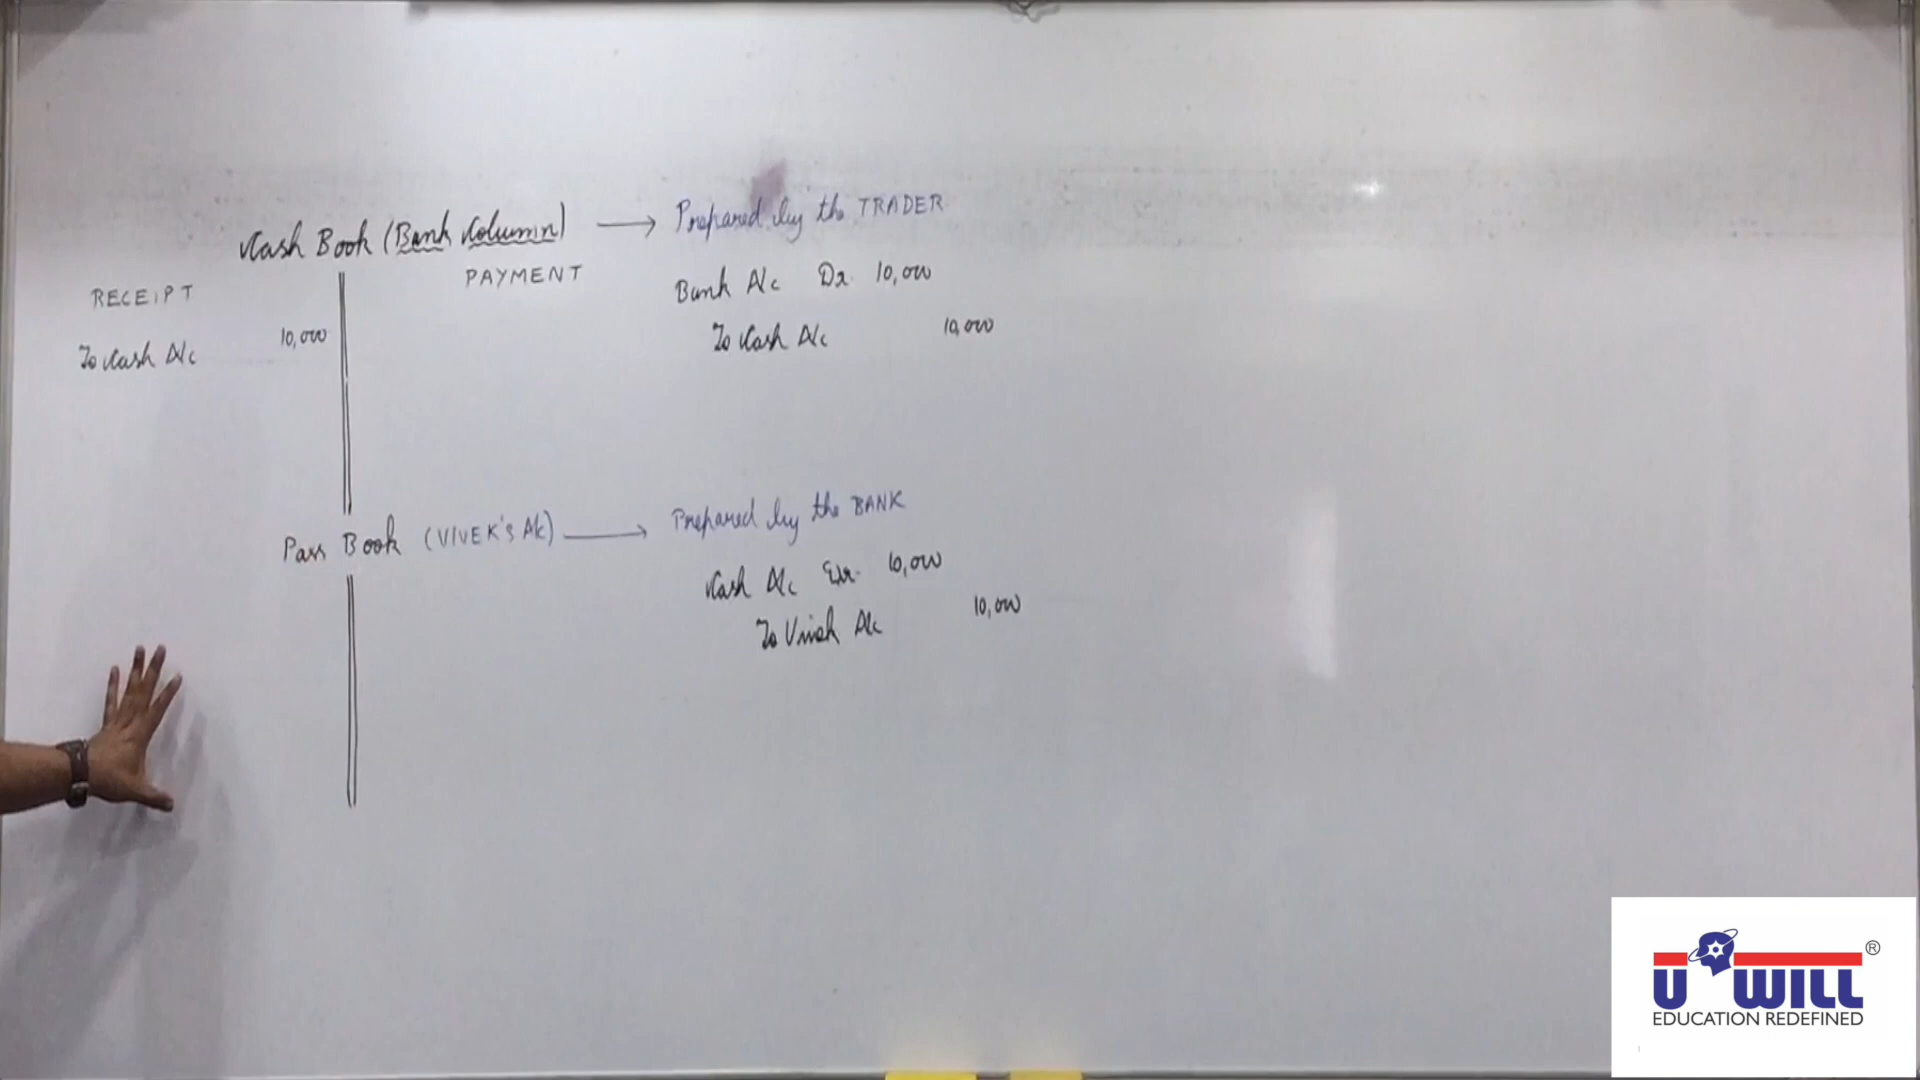 Cash Book (Bank Column) → Prepared by the TRADER
RECEIPT
PAYMENT
To Cash A/c 10,000
Bank A/c Dr. 10,000
To Cash A/c 10,000
Pass Book (VIVEK'S A/c) → Prepared by the BANK
Cash A/c Dr. 10,000
To Vivek A/c 10,000
U WILL ®
EDUCATION REDEFINED